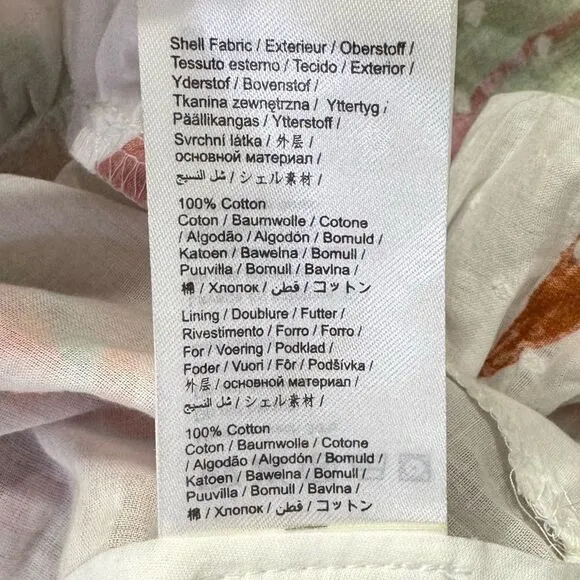 Shell Fabric / Exterieur / Oberstoff /
Tessuto esterno / Tecido / Exterior /
Yderstof / Bovenstof /
Tkanina zewnętrzna / Yttertyg /
Päällikangas / Ytterstoff /
Svrchní látka / 外层 /
основной материал /
شل النسيج / シェル素材 /
100% Cotton
Coton / Baumwolle / Cotone
/ Algodão / Algodón / Bomuld /
Katoen / Bawełna / Bomull /
Puuvilla / Bomull / Bavlna /
棉 / Хлопок / قطن / コットン
Lining / Doublure / Futter /
Rivestimento / Forro / Forro /
For / Voering / Podkład /
Foder / Vuori / Fôr / Podšívka /
外层 / основной материал /
شل النسيج / シェル素材 /
100% Cotton
Coton / Baumwolle / Cotone
/ Algodão / Algodón / Bomuld /
Katoen / Bawełna / Bomull /
Puuvilla / Bomull / Bavlna /
棉 / Хлопок / قطن / コットン